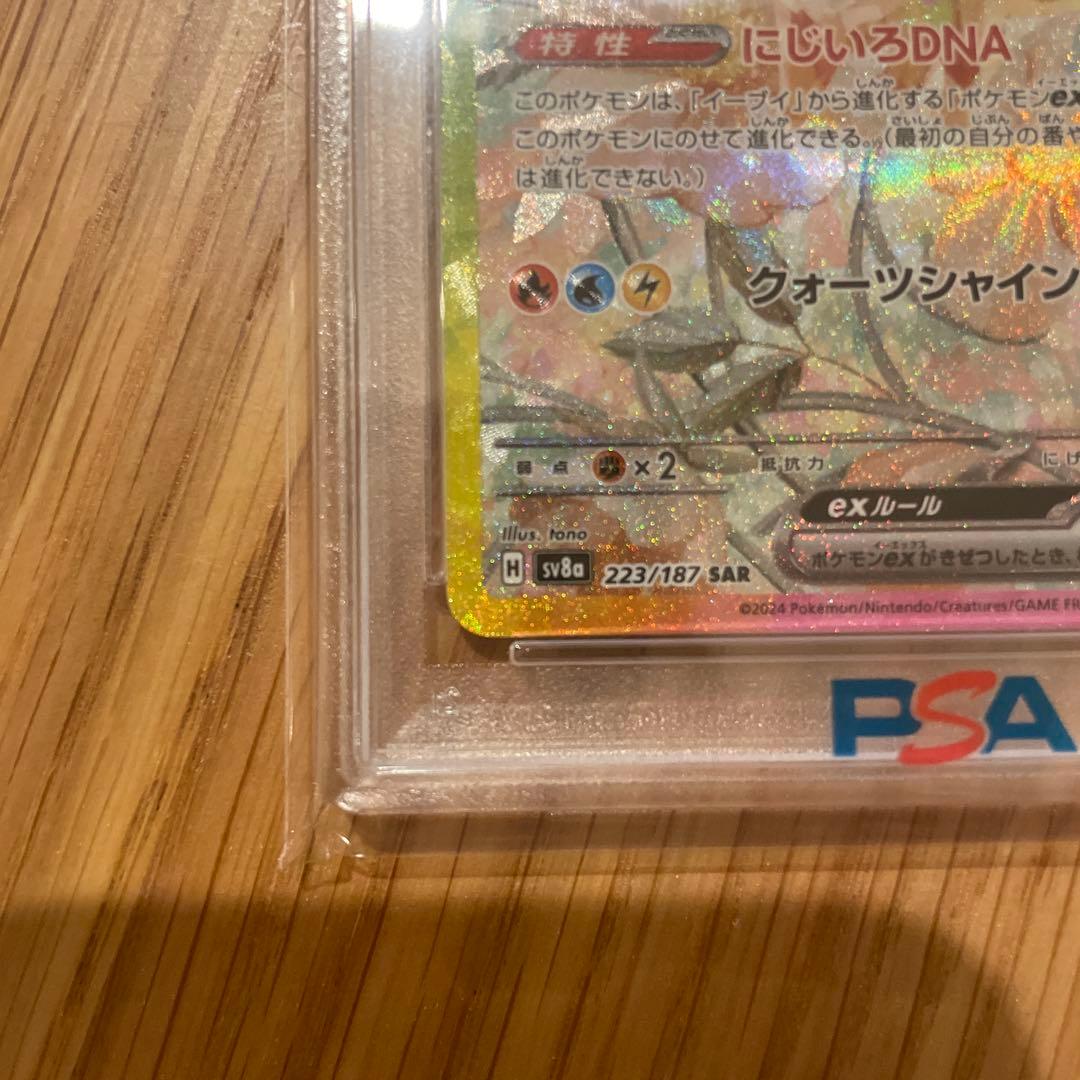 特性 にじいろDNA
このポケモンは、「イーブイ」から進化する「ポケモンex
このポケモンにのせて進化できる。(最初の自分の番や
は進化できない。)
クォーツシャイン
弱点 ×2 抵抗力 にげ
exルール
Illus. tono
ポケモンexがきぜつしたとき、
H SV8a 223/187 SAR
©2024 Pokémon/Nintendo/Creatures/GAME FR
PSA